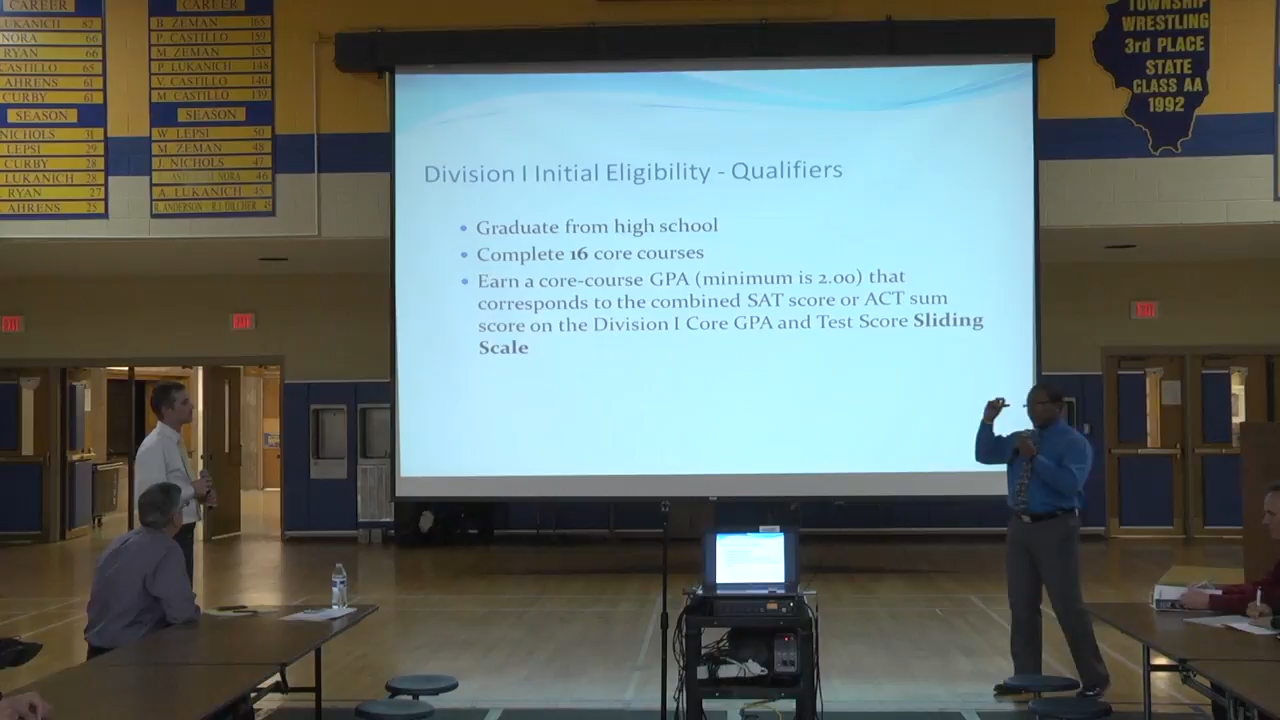 CAREER
LUKANICH 82
NORA 66
RYAN 66
CASTILLO 65
AHRENS 61
CURBY 61
SEASON
NICHOLS 31
LEPSI 29
CURBY 28
LUKANICH 28
RYAN 27
AHRENS 25
CAREER
B. ZEMAN 165
P. CASTILLO 159
M. ZEMAN 155
P. LUKANICH 148
V. CASTILLO 140
M. CASTILLO 139
SEASON
W. LEPSI 50
M. ZEMAN 48
J. NICHOLS 47
NORA 46
A. LUKANICH 45
R. ANDERSON
Division I Initial Eligibility - Qualifiers
• Graduate from high school
• Complete 16 core courses
• Earn a core-course GPA (minimum is 2.00) that
corresponds to the combined SAT score or ACT sum
score on the Division I Core GPA and Test Score Sliding
Scale
TOWNSHIP
WRESTLING
3rd PLACE
STATE
CLASS AA
1992
EXIT
EXIT
EXIT